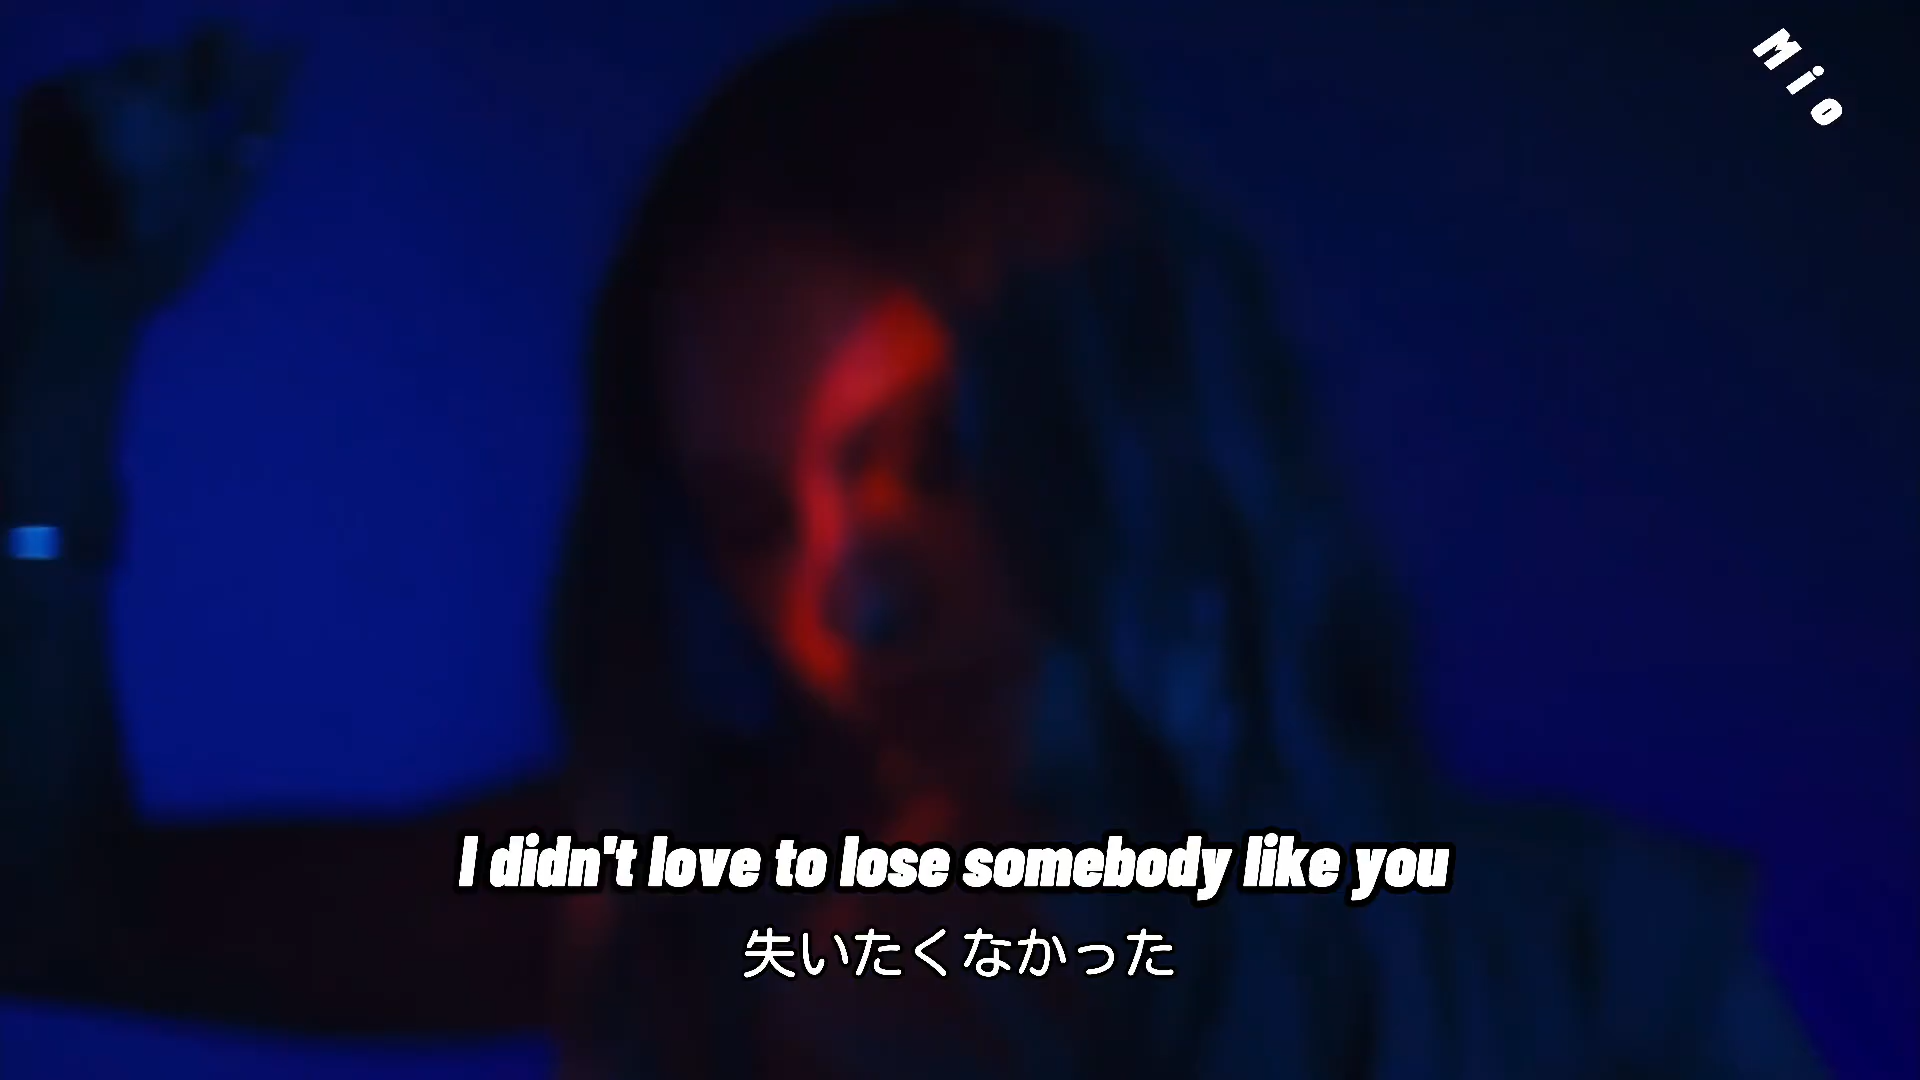 Mio
I didn't love to lose somebody like you
失いたくなかった